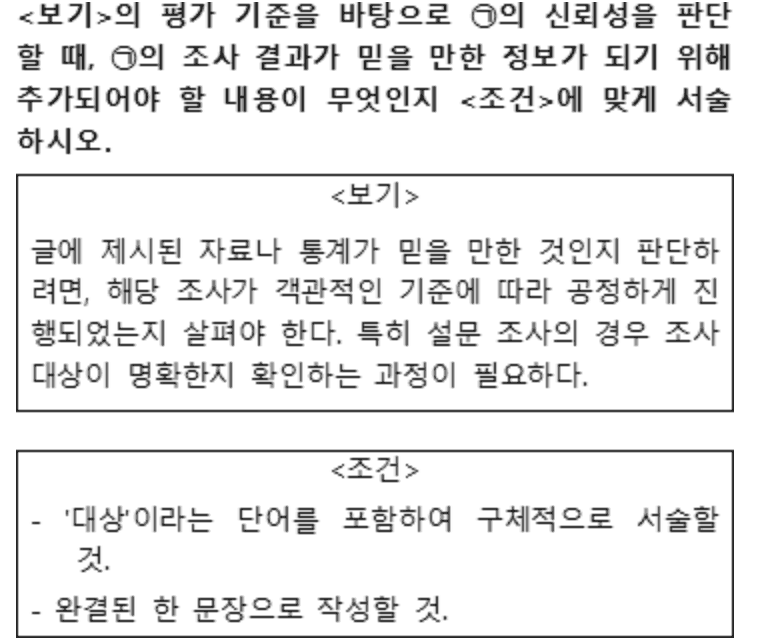 <보기>의 평가 기준을 바탕으로 ㉠의 신뢰성을 판단
할 때, ㉠의 조사 결과가 믿을 만한 정보가 되기 위해
추가되어야 할 내용이 무엇인지 <조건>에 맞게 서술
하시오.
<보기>
글에 제시된 자료나 통계가 믿을 만한 것인지 판단하
려면, 해당 조사가 객관적인 기준에 따라 공정하게 진
행되었는지 살펴야 한다. 특히 설문 조사의 경우 조사
대상이 명확한지 확인하는 과정이 필요하다.
<조건>
- '대상'이라는 단어를 포함하여 구체적으로 서술할
것.
- 완결된 한 문장으로 작성할 것.